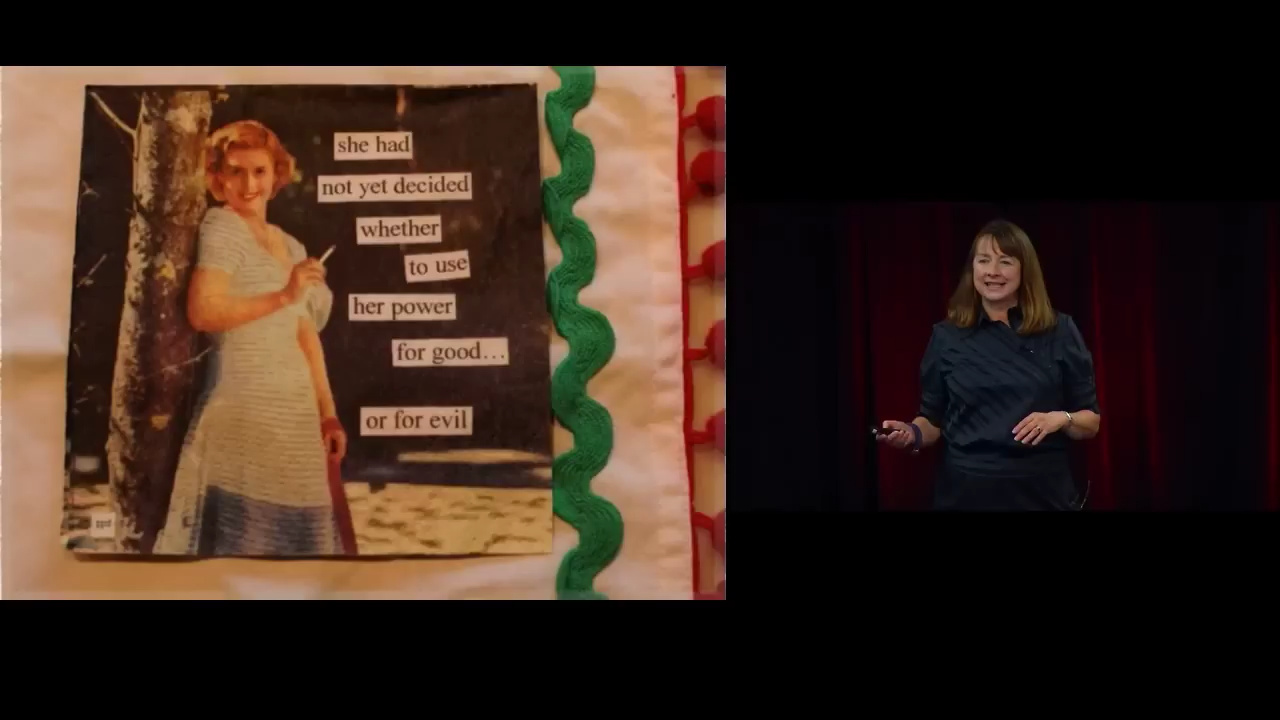 she had
not yet decided
whether
to use
her power
for good...
or for evil